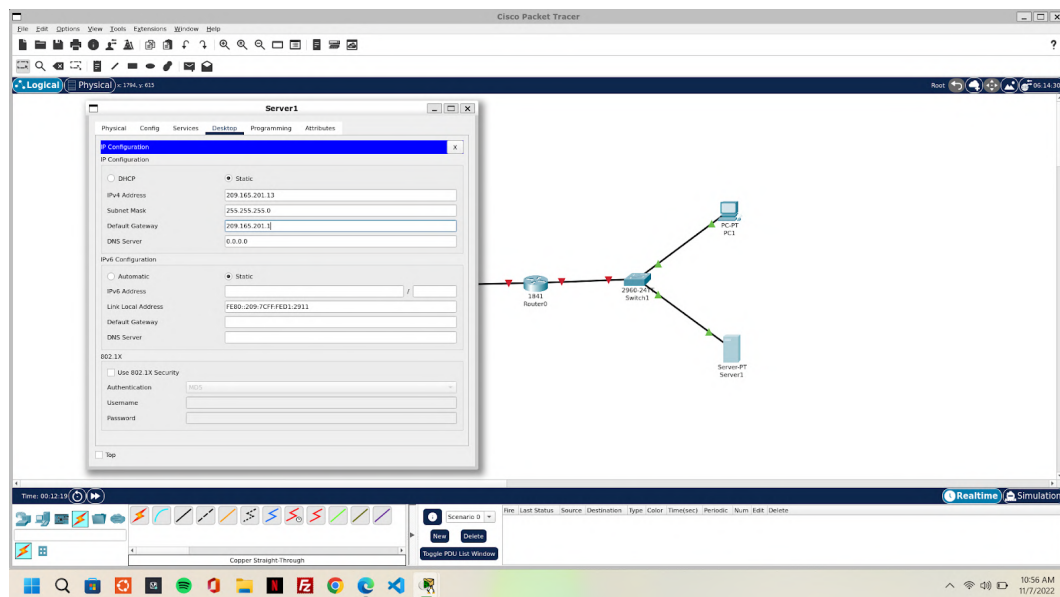 Cisco Packet Tracer
File Edit Options View Tools Extensions Window Help
?
Logical Physical x: 1794, y: 615 Root 06:14:30
Server1
Physical Config Services Desktop Programming Attributes
IP Configuration X
IP Configuration
DHCP Static
IPv4 Address 209.165.201.13
Subnet Mask 255.255.255.0
Default Gateway 209.165.201.1
DNS Server 0.0.0.0
IPv6 Configuration
Automatic Static
IPv6 Address /
Link Local Address FE80::209:7CFF:FED1:2911
Default Gateway
DNS Server
802.1X
Use 802.1X Security
Authentication MD5
Username
Password
Top
1841
Router0
2960-24TT
Switch1
PC-PT
PC1
Server-PT
Server1
Time: 00:12:19 Realtime Simulation
Scenario 0
New Delete
Toggle PDU List Window
Fire Last Status Source Destination Type Color Time(sec) Periodic Num Edit Delete
Copper Straight-Through
10:56 AM
11/7/2022